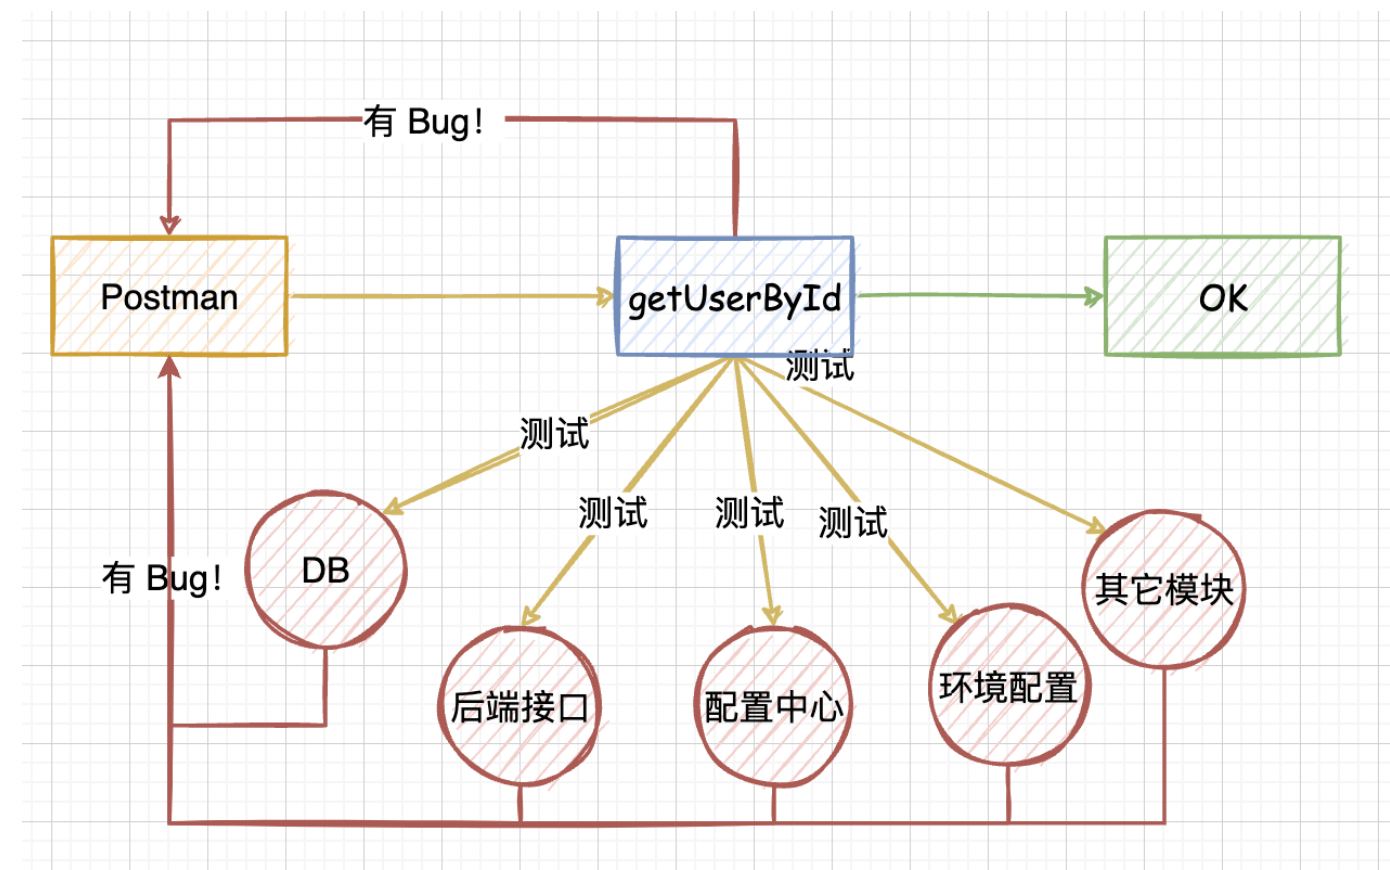 有 Bug！
Postman
getUserById
OK
测试
测试
测试
测试
测试
DB
有 Bug！
其它模块
后端接口
配置中心
环境配置